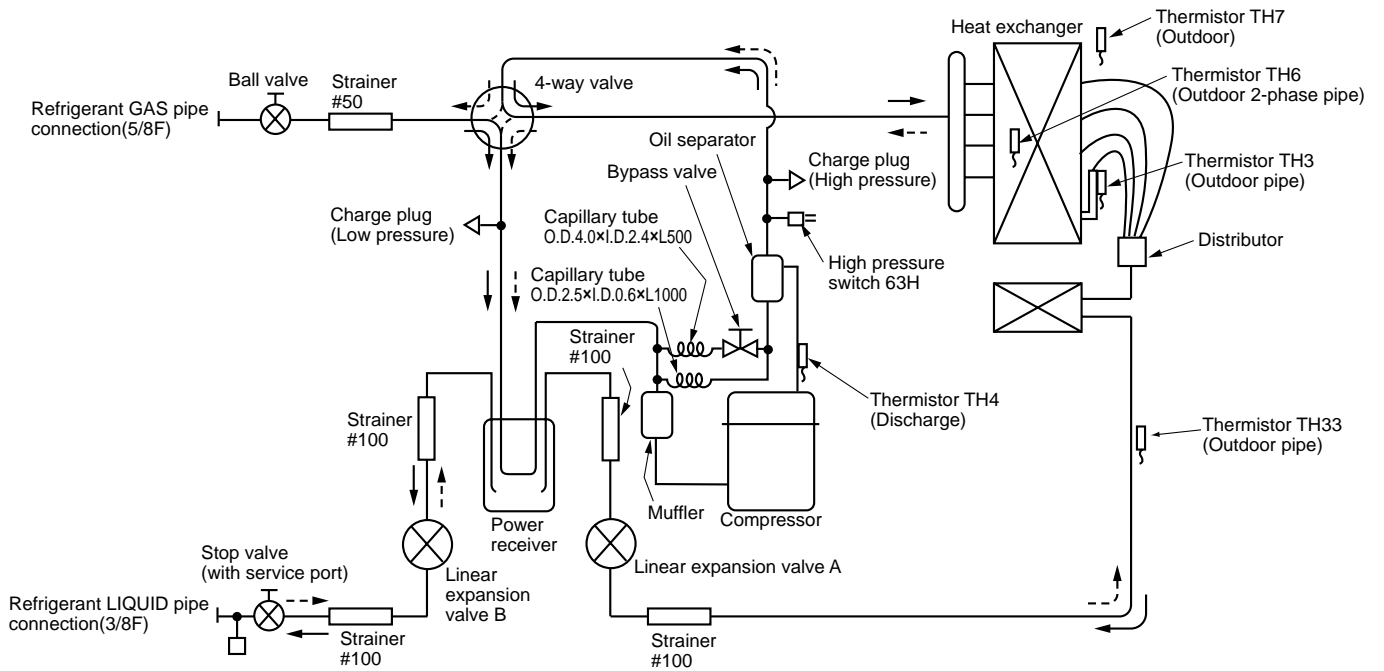 Heat exchanger
Thermistor TH7
(Outdoor)
Ball valve
Strainer
#50
4-way valve
Thermistor TH6
(Outdoor 2-phase pipe)
Refrigerant GAS pipe
connection(5/8F)
Oil separator
Bypass valve
Charge plug
(High pressure)
Thermistor TH3
(Outdoor pipe)
Charge plug
(Low pressure)
Capillary tube
O.D.4.0×I.D.2.4×L500
Distributor
High pressure
switch 63H
Capillary tube
O.D.2.5×I.D.0.6×L1000
Strainer
#100
Thermistor TH4
(Discharge)
Strainer
#100
Thermistor TH33
(Outdoor pipe)
Muffler
Compressor
Power
receiver
Stop valve
(with service port)
Linear
expansion
valve B
Linear expansion valve A
Refrigerant LIQUID pipe
connection(3/8F)
Strainer
#100
Strainer
#100